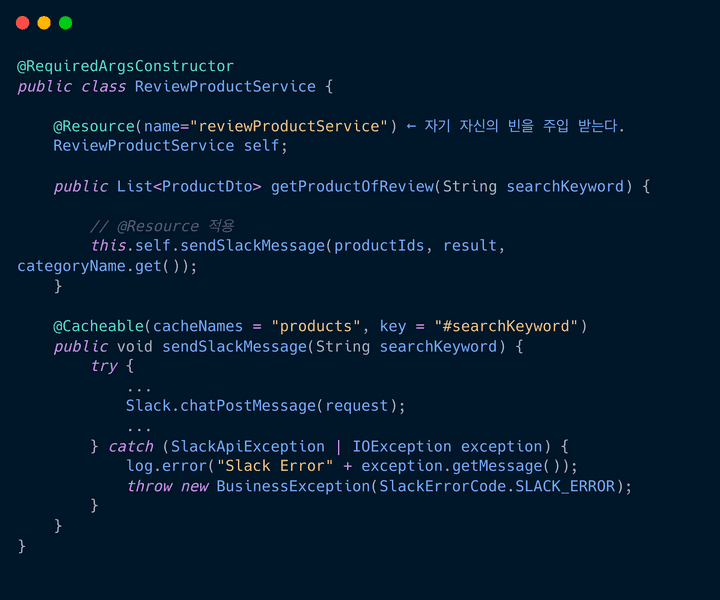 @RequiredArgsConstructor
public class ReviewProductService {
@Resource(name="reviewProductService") ← 자기 자신의 빈을 주입 받는다.
ReviewProductService self;
public List<ProductDto> getProductOfReview(String searchKeyword) {
// @Resource 적용
this.self.sendSlackMessage(productIds, result,
categoryName.get());
}
@Cacheable(cacheNames = "products", key = "#searchKeyword")
public void sendSlackMessage(String searchKeyword) {
try {
...
Slack.chatPostMessage(request);
...
} catch (SlackApiException | IOException exception) {
log.error("Slack Error" + exception.getMessage());
throw new BusinessException(SlackErrorCode.SLACK_ERROR);
}
}
}